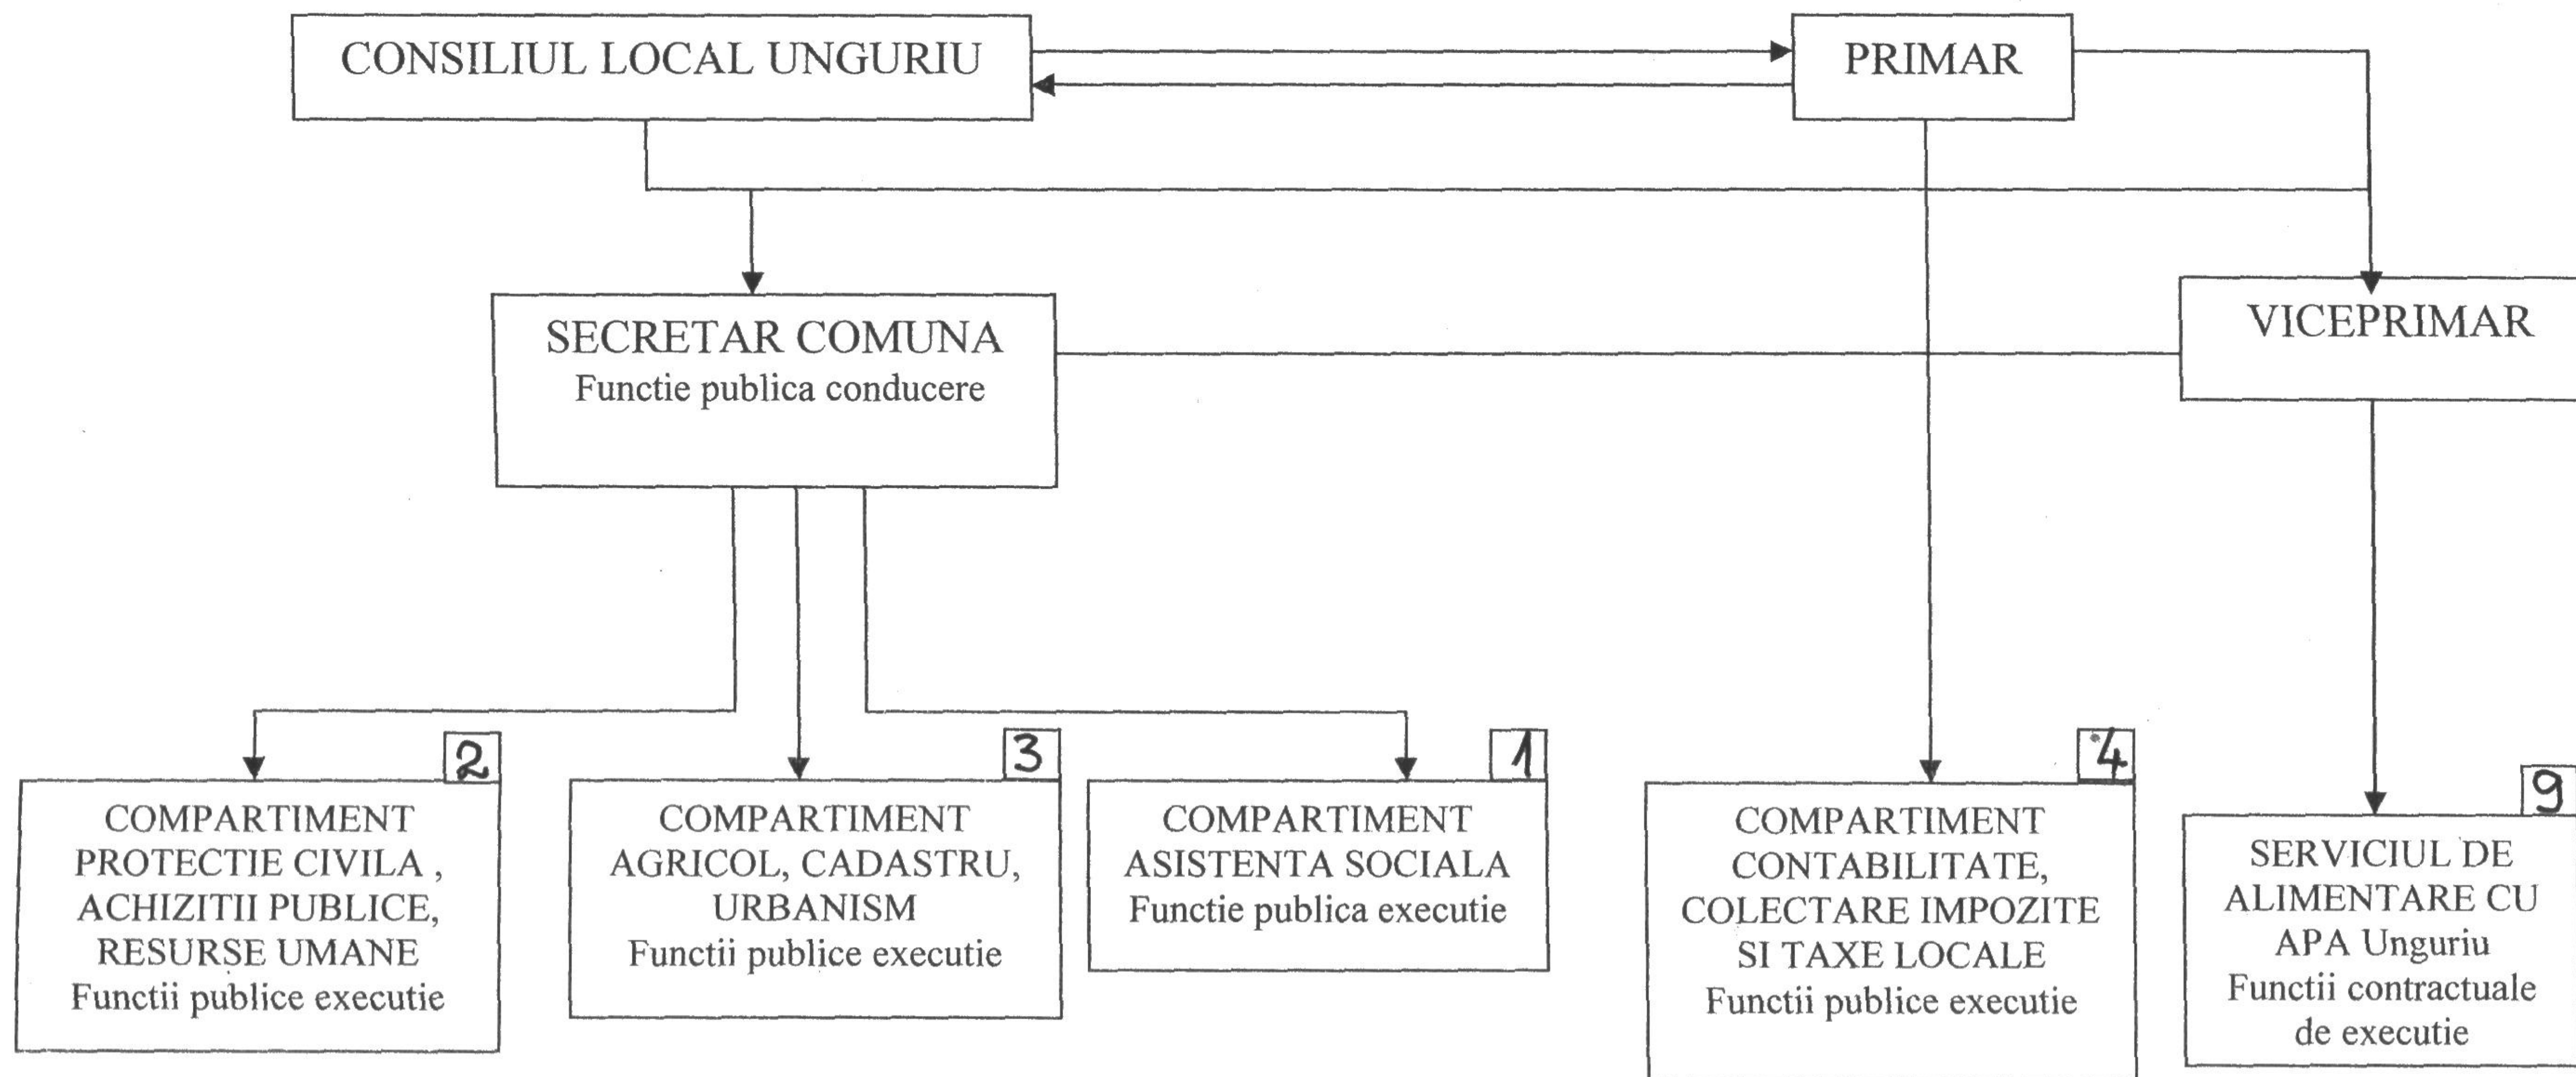 CONSILIUL LOCAL UNGURIU
PRIMAR
SECRETAR COMUNA
Functie publica conducere
VICEPRIMAR
2
COMPARTIMENT
PROTECTIE CIVILA ,
ACHIZITII PUBLICE,
RESURSE UMANE
Functii publice executie
3
COMPARTIMENT
AGRICOL, CADASTRU,
URBANISM
Functii publice executie
1
COMPARTIMENT
ASISTENTA SOCIALA
Functie publica executie
4
COMPARTIMENT
CONTABILITATE,
COLECTARE IMPOZITE
SI TAXE LOCALE
Functii publice executie
9
SERVICIUL DE
ALIMENTARE CU
APA Unguriu
Functii contractuale
de executie